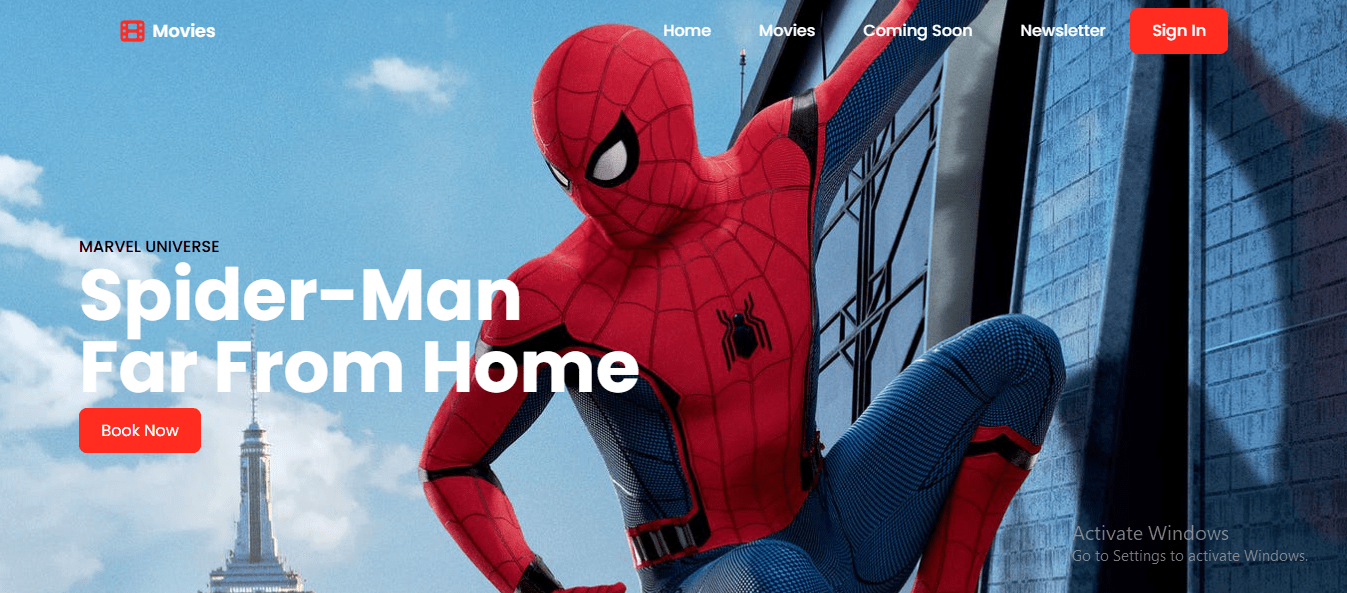 Movies
Home
Movies
Coming Soon
Newsletter
Sign In
MARVEL UNIVERSE
Spider-Man
Far From Home
Book Now
Activate Windows
Go to Settings to activate Windows.